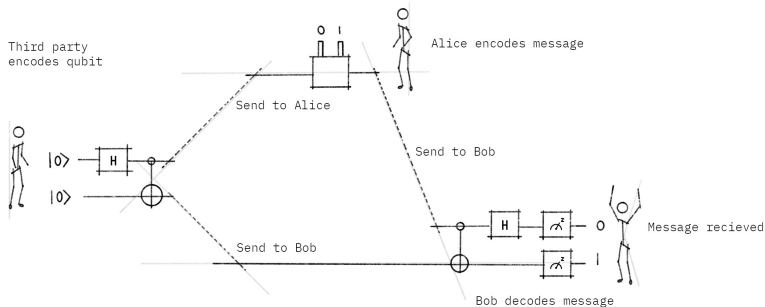 Third party
encodes qubit
0 1
Alice encodes message
Send to Alice
|0⟩ H
|0⟩
Send to Bob
Send to Bob
H z 0
z 1
Message recieved
Bob decodes message